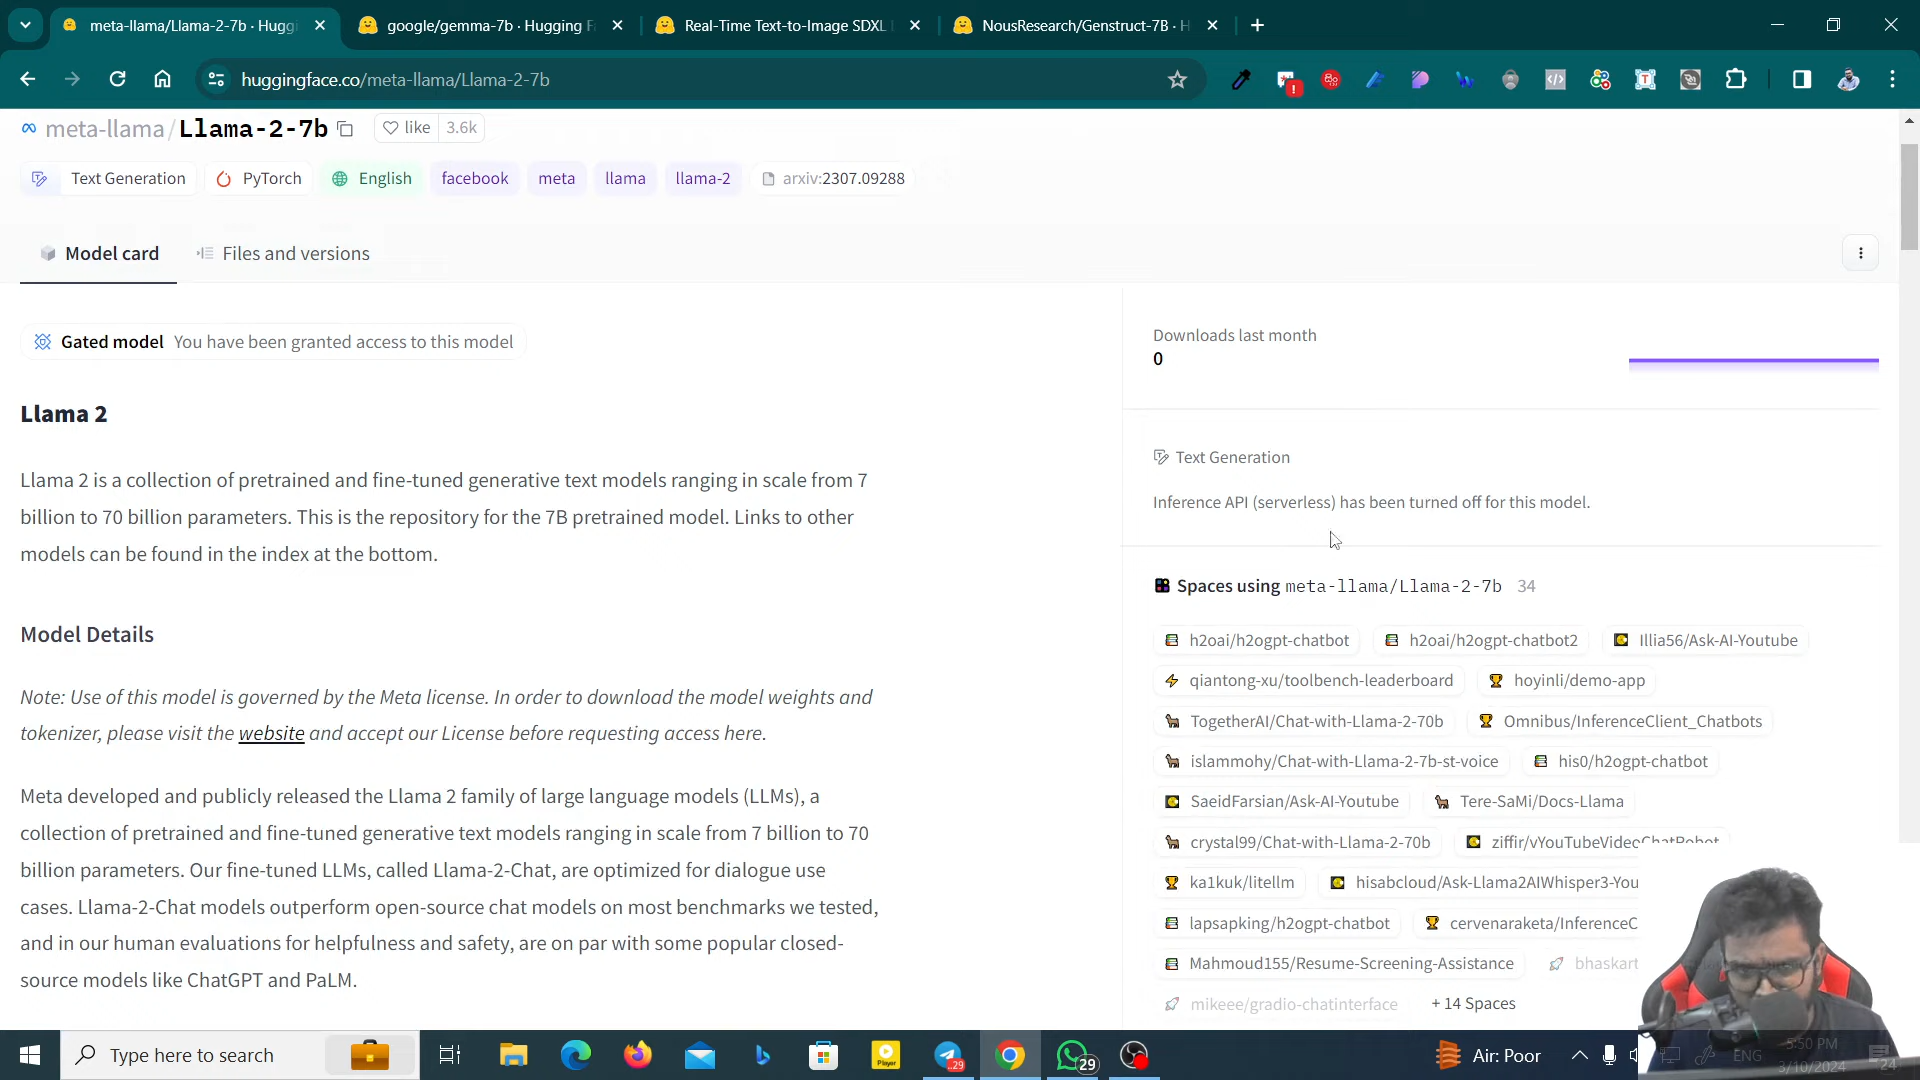 meta-llama/Llama-2-7b · Huggi
google/gemma-7b · Hugging F
Real-Time Text-to-Image SDXL
NousResearch/Genstruct-7B · H
huggingface.co/meta-llama/Llama-2-7b
meta-llama/Llama-2-7b
like 3.6k
Text Generation PyTorch English facebook meta llama llama-2 arxiv:2307.09288
Model card Files and versions
Gated model You have been granted access to this model
Llama 2
Llama 2 is a collection of pretrained and fine-tuned generative text models ranging in scale from 7
billion to 70 billion parameters. This is the repository for the 7B pretrained model. Links to other
models can be found in the index at the bottom.
Model Details
Note: Use of this model is governed by the Meta license. In order to download the model weights and
tokenizer, please visit the website and accept our License before requesting access here.
Meta developed and publicly released the Llama 2 family of large language models (LLMs), a
collection of pretrained and fine-tuned generative text models ranging in scale from 7 billion to 70
billion parameters. Our fine-tuned LLMs, called Llama-2-Chat, are optimized for dialogue use
cases. Llama-2-Chat models outperform open-source chat models on most benchmarks we tested,
and in our human evaluations for helpfulness and safety, are on par with some popular closed-
source models like ChatGPT and PaLM.
Downloads last month
0
Text Generation
Inference API (serverless) has been turned off for this model.
Spaces using meta-llama/Llama-2-7b 34
h2oai/h2ogpt-chatbot h2oai/h2ogpt-chatbot2 Illia56/Ask-AI-Youtube
qiantong-xu/toolbench-leaderboard hoyinli/demo-app
TogetherAI/Chat-with-Llama-2-70b Omnibus/InferenceClient_Chatbots
islammohy/Chat-with-Llama-2-7b-st-voice his0/h2ogpt-chatbot
SaeidFarsian/Ask-AI-Youtube Tere-SaMi/Docs-Llama
crystal99/Chat-with-Llama-2-70b ziffir/vYouTubeVideoChatRobot
ka1kuk/litellm hisabcloud/Ask-Llama2AIWhisper3-You
lapsapking/h2ogpt-chatbot cervenaraketa/InferenceC
Mahmoud155/Resume-Screening-Assistance bhaskart
mikeee/gradio-chatinterface + 14 Spaces
Type here to search
Player
29
29
Air: Poor
ENG
5:50 PM
3/10/2024
24